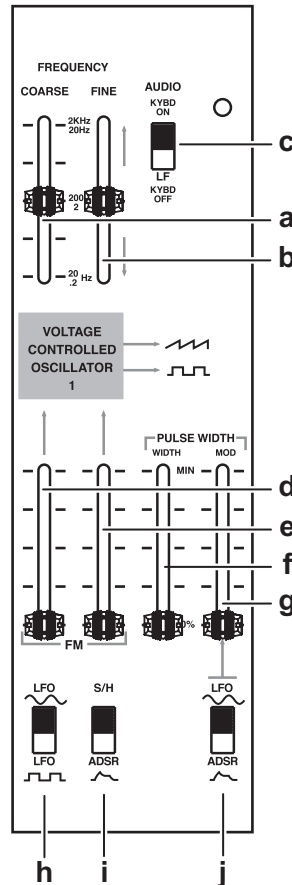 FREQUENCY
COARSE FINE
AUDIO
KYBD
ON
LF
KYBD
OFF
2KHz
20Hz
200
2
20
.2 Hz
c
a
b
VOLTAGE
CONTROLLED
OSCILLATOR
1
PULSE WIDTH
WIDTH MIN MOD
d
e
f
g
FM
LFO S/H LFO
LFO ADSR ADSR
h i j